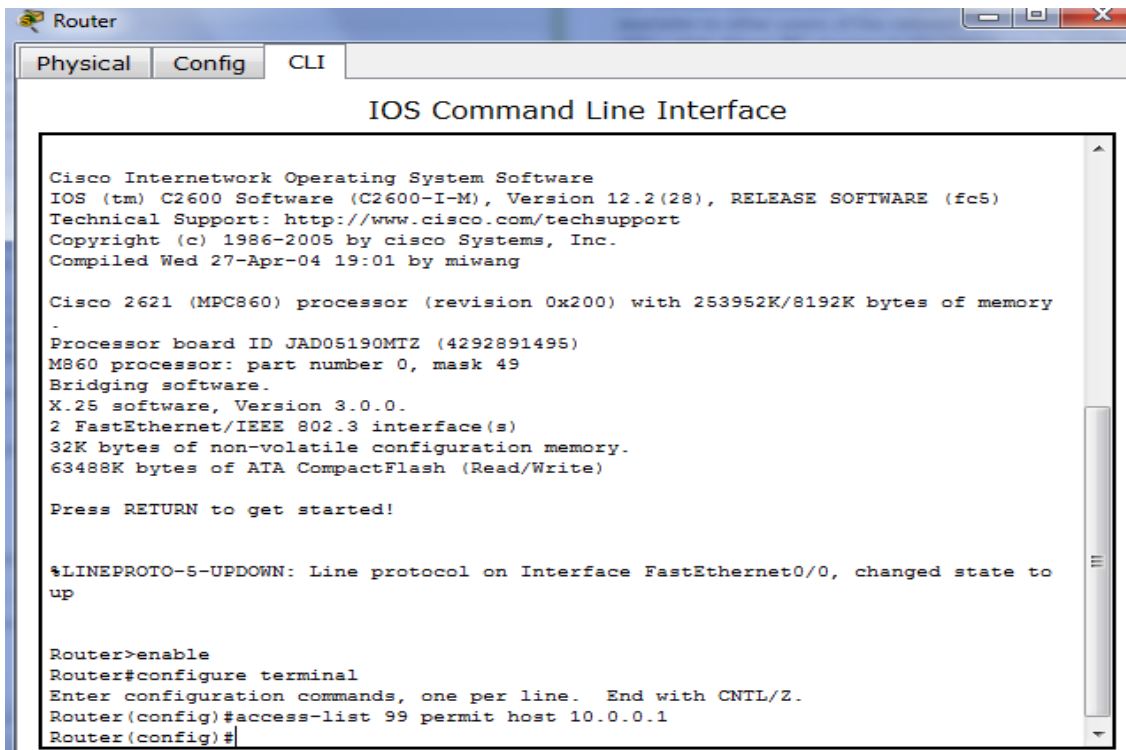 Router
Physical Config CLI
IOS Command Line Interface
Cisco Internetwork Operating System Software
IOS (tm) C2600 Software (C2600-I-M), Version 12.2(28), RELEASE SOFTWARE (fc5)
Technical Support: http://www.cisco.com/techsupport
Copyright (c) 1986-2005 by cisco Systems, Inc.
Compiled Wed 27-Apr-04 19:01 by miwang
Cisco 2621 (MPC860) processor (revision 0x200) with 253952K/8192K bytes of memory
.
Processor board ID JAD05190MTZ (4292891495)
M860 processor: part number 0, mask 49
Bridging software.
X.25 software, Version 3.0.0.
2 FastEthernet/IEEE 802.3 interface(s)
32K bytes of non-volatile configuration memory.
63488K bytes of ATA CompactFlash (Read/Write)
Press RETURN to get started!
%LINEPROTO-5-UPDOWN: Line protocol on Interface FastEthernet0/0, changed state to
up
Router>enable
Router#configure terminal
Enter configuration commands, one per line.  End with CNTL/Z.
Router(config)#access-list 99 permit host 10.0.0.1
Router(config)#